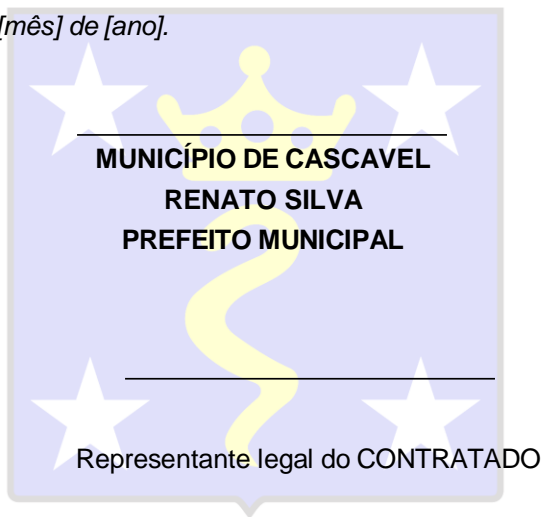 [mês] de [ano].
MUNICÍPIO DE CASCAVEL
RENATO SILVA
PREFEITO MUNICIPAL
Representante legal do CONTRATADO